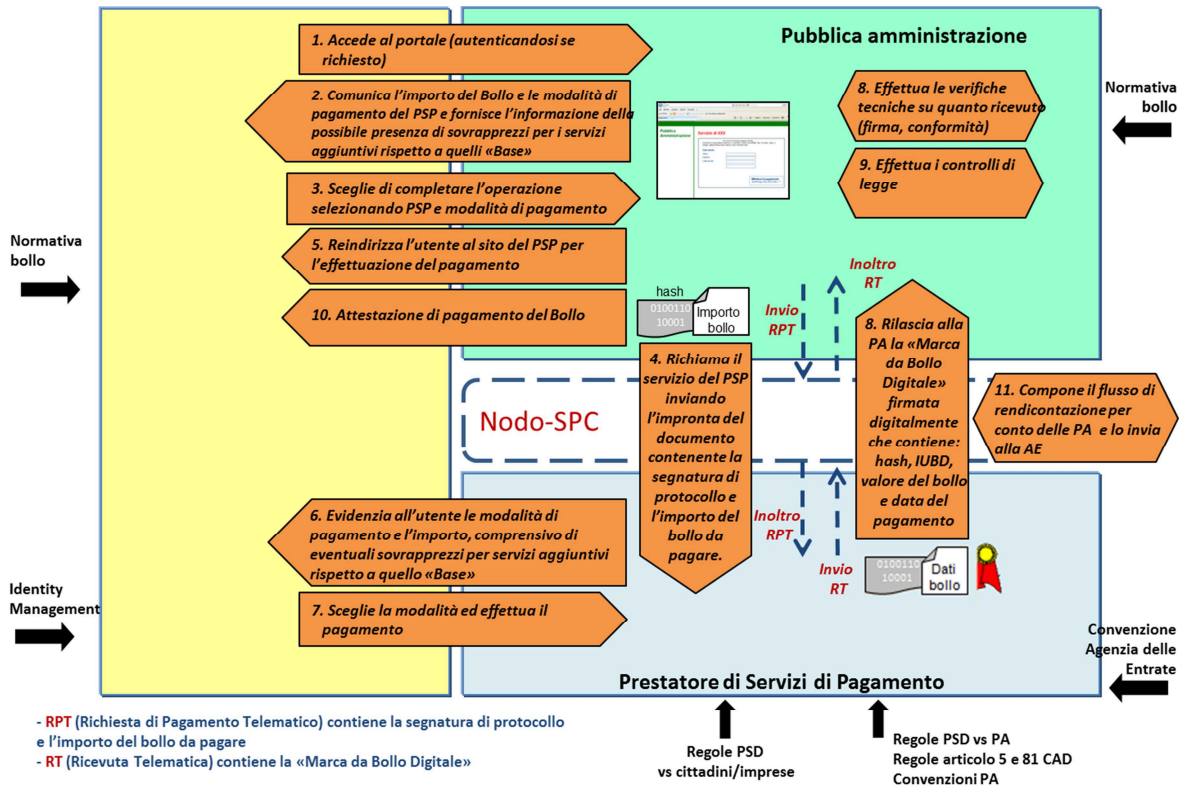 Pubblica amministrazione
1. Accede al portale (autenticandosi se
richiesto)
2. Comunica l'importo del Bollo e le modalità di
pagamento del PSP e fornisce l'informazione della
possibile presenza di sovrapprezzi per i servizi
aggiuntivi rispetto a quelli «Base»
3. Sceglie di completare l'operazione
selezionando PSP e modalità di pagamento
5. Reindirizza l'utente al sito del PSP per
l'effettuazione del pagamento
10. Attestazione di pagamento del Bollo
Pubblica
Amministrazione
Servizio di XXX
8. Effettua le verifiche
tecniche su quanto ricevuto
(firma, conformità)
9. Effettua i controlli di
legge
Normativa
bollo
Normativa
bollo
hash
0100110
10001
Importo
bollo
Invio
RPT
Inoltro
RT
4. Richiama il
servizio del PSP
inviando
l'impronta del
documento
contenente la
segnatura di
protocollo e
l'importo del
bollo da
pagare.
8. Rilascia alla
PA la «Marca
da Bollo
Digitale»
firmata
digitalmente
che contiene:
hash, IUBD,
valore del bollo
e data del
pagamento
Nodo-SPC
11. Compone il flusso di
rendicontazione per
conto delle PA e lo invia
alla AE
6. Evidenzia all'utente le modalità di
pagamento e l'importo, comprensivo di
eventuali sovrapprezzi per servizi aggiuntivi
rispetto a quello «Base»
7. Sceglie la modalità ed effettua il
pagamento
Inoltro
RPT
Invio
RT
0100110
10001
Dati
bollo
Identity
Management
Convenzione
Agenzia delle
Entrate
Prestatore di Servizi di Pagamento
- RPT (Richiesta di Pagamento Telematico) contiene la segnatura di protocollo
e l'importo del bollo da pagare
- RT (Ricevuta Telematica) contiene la «Marca da Bollo Digitale»
Regole PSD
vs cittadini/imprese
Regole PSD vs PA
Regole articolo 5 e 81 CAD
Convenzioni PA